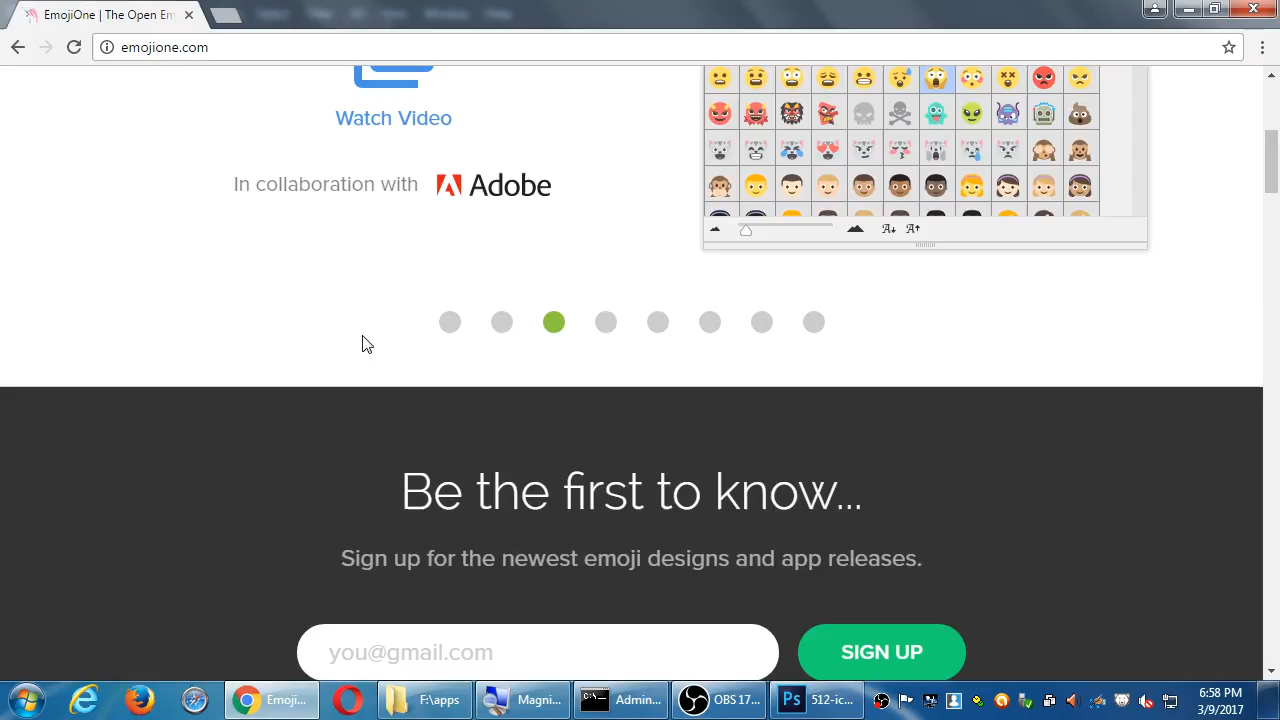 EmojiOne | The Open Em
emojione.com
Watch Video
In collaboration with Adobe
Be the first to know...
Sign up for the newest emoji designs and app releases.
you@gmail.com
SIGN UP
Emoji...
F:\apps
Magni...
C:\
Admin...
OBS 17...
Ps
512-ic...
6:58 PM
3/9/2017